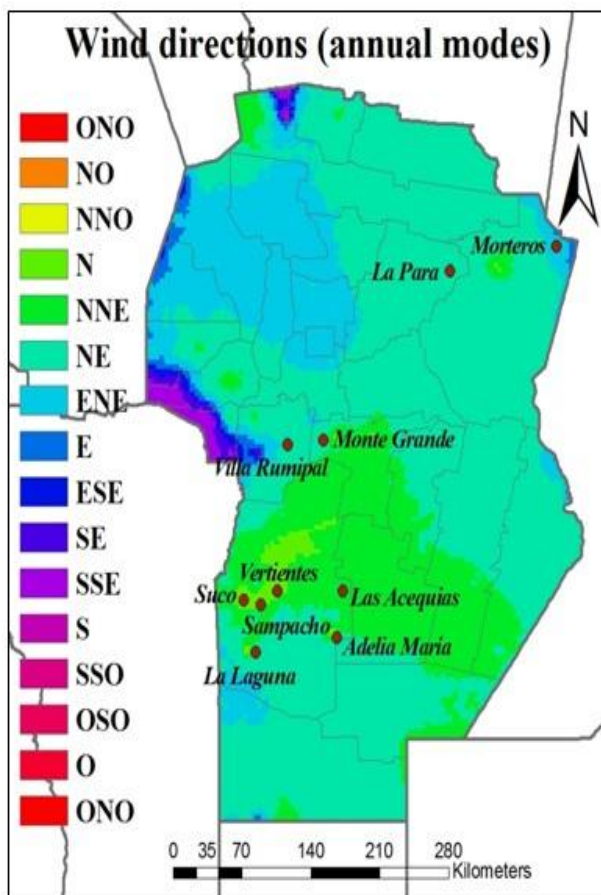 Wind directions (annual modes)
ONO
NO
NNO
N
NNE
NE
ENE
E
ESE
SE
SSE
S
SSO
OSO
O
ONO
N
Morteros
La Para
Monte Grande
Villa Rumipal
Vertientes
Suco
Las Acequias
Sampacho
Adelia María
La Laguna
0 35 70 140 210 280
Kilometers